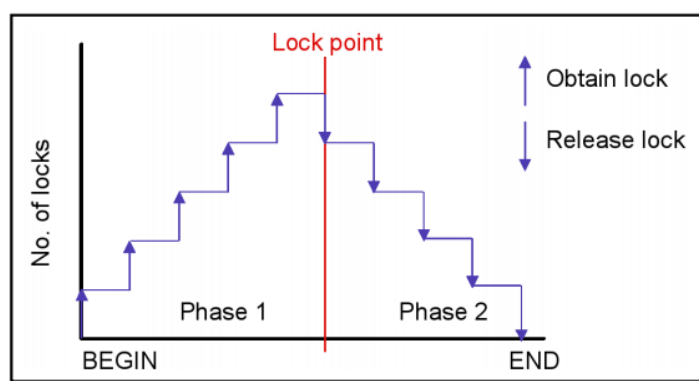 Lock point
Obtain lock
Release lock
No. of locks
Phase 1
Phase 2
BEGIN
END